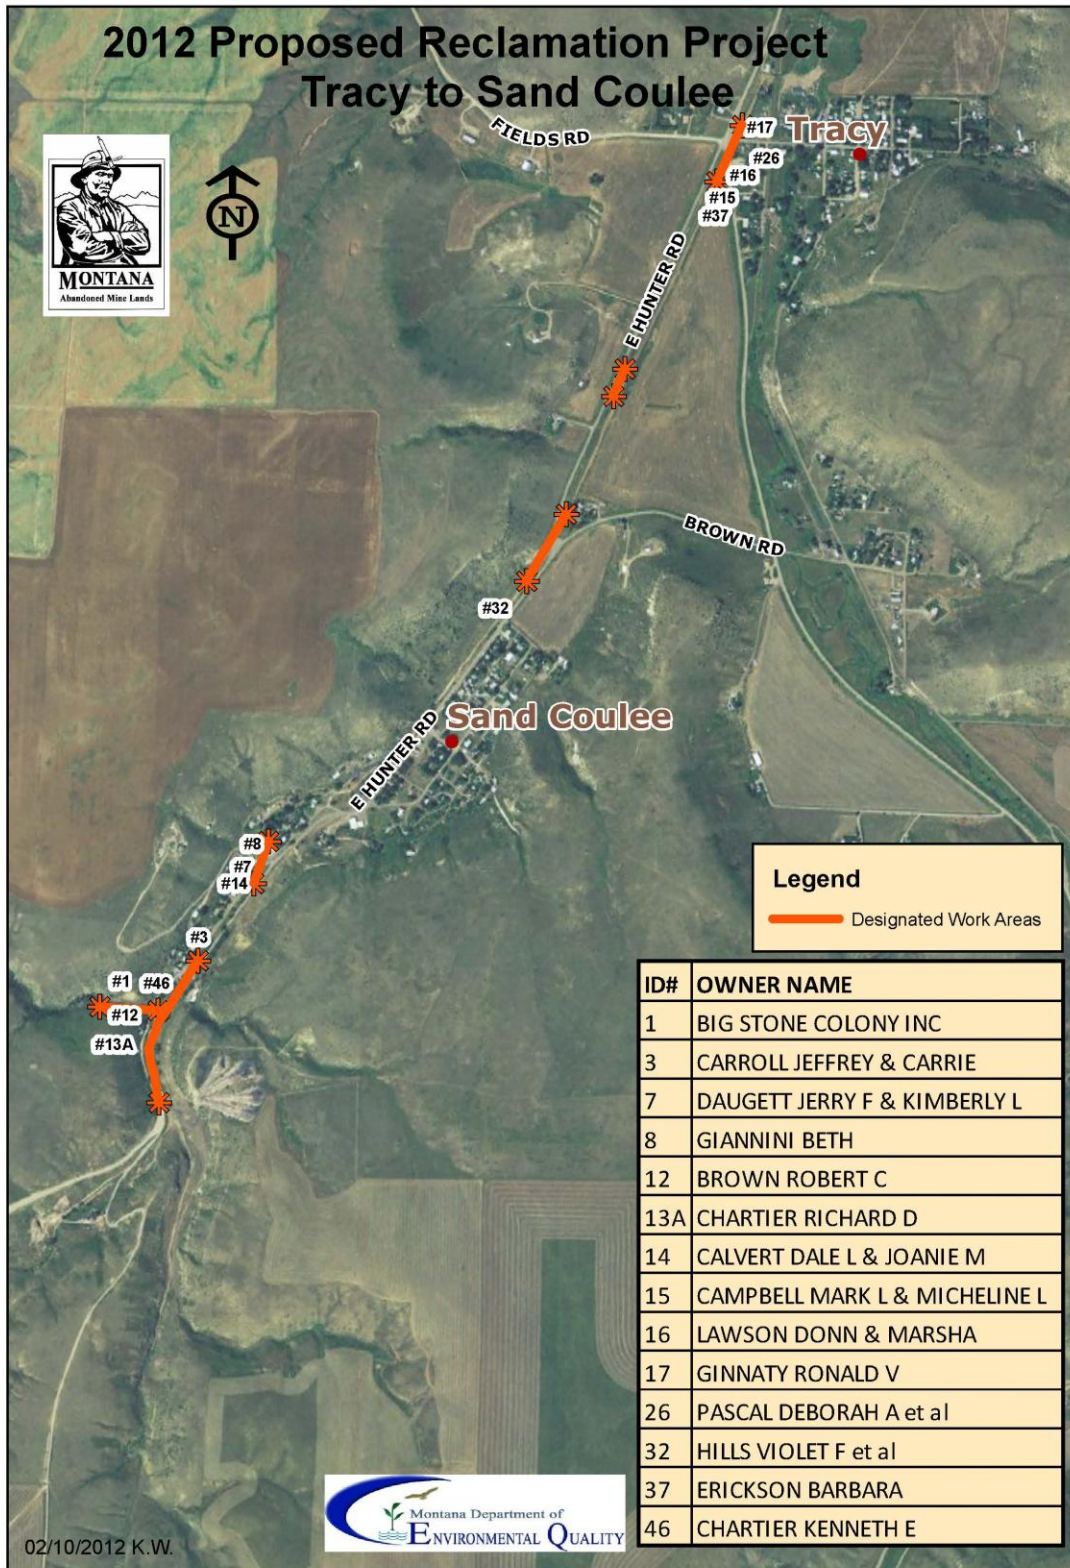 2012 Proposed Reclamation Project
Tracy to Sand Coulee
MONTANA
Abandoned Mine Lands
N
FIELDS RD
#17
Tracy
#26
#16
#15
#37
E HUNTER RD
BROWN RD
#32
Sand Coulee
E HUNTER RD
#8
#7
#14
#3
#1
#46
#12
#13A
Legend
Designated Work Areas
ID# OWNER NAME
1 BIG STONE COLONY INC
3 CARROLL JEFFREY & CARRIE
7 DAUGETT JERRY F & KIMBERLY L
8 GIANNINI BETH
12 BROWN ROBERT C
13A CHARTIER RICHARD D
14 CALVERT DALE L & JOANIE M
15 CAMPBELL MARK L & MICHELINE L
16 LAWSON DONN & MARSHA
17 GINNATY RONALD V
26 PASCAL DEBORAH A et al
32 HILLS VIOLET F et al
37 ERICKSON BARBARA
46 CHARTIER KENNETH E
Montana Department of
ENVIRONMENTAL QUALITY
02/10/2012 K.W.